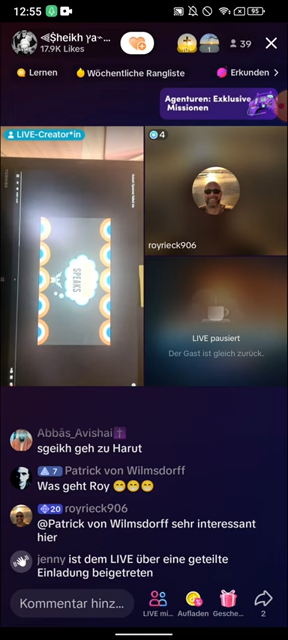 12:55
95
$heikh ya~...
17.9K Likes
39
Lernen
Wöchentliche Rangliste
Erkunden
Agenturen: Exklusive
Missionen
LIVE-Creator*in
4
SPEAKS
royrieck906
LIVE pausiert
Der Gast ist gleich zurück.
Abbās_Avishai
sgeikh geh zu Harut
7 Patrick von Wilmsdorff
Was geht Roy 😁😁😁
20 royrieck906
@Patrick von Wilmsdorff sehr interessant
hier
jenny ist dem LIVE über eine geteilte
Einladung beigetreten
Kommentar hinz...
LIVE mi...
Aufladen
Gesche...
2